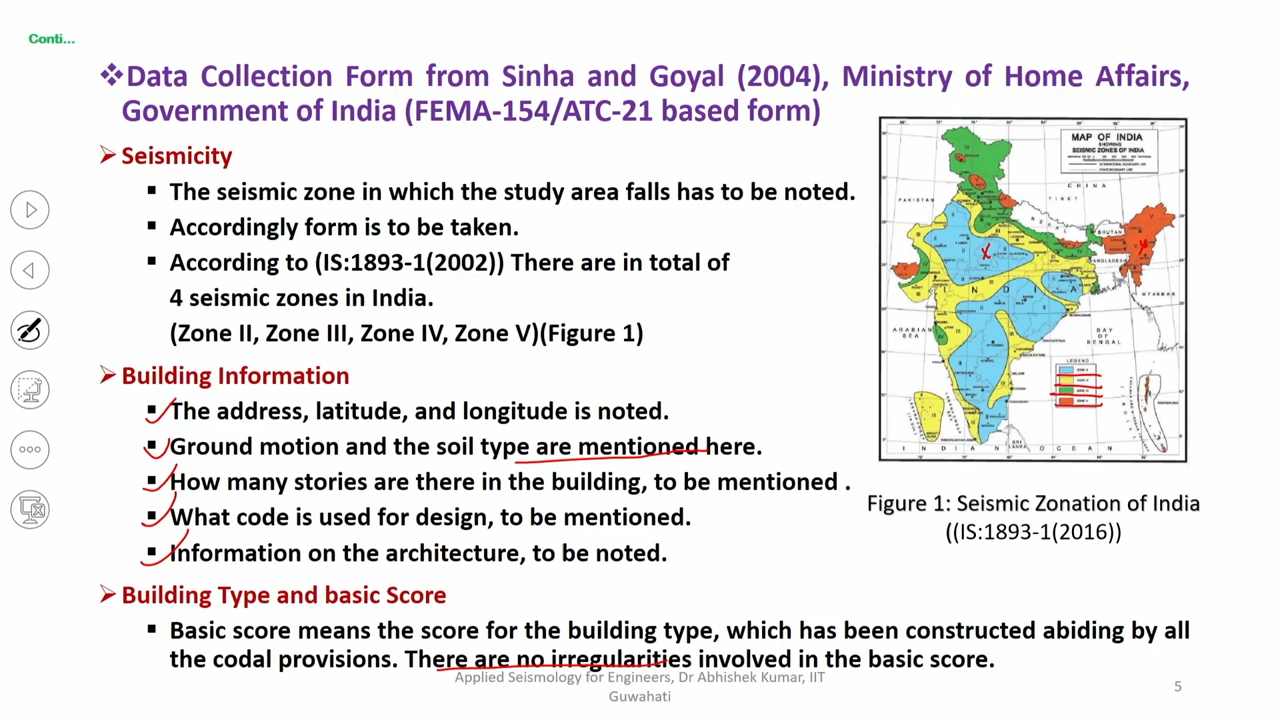 Conti...
❖Data Collection Form from Sinha and Goyal (2004), Ministry of Home Affairs,
Government of India (FEMA-154/ATC-21 based form)
➢ Seismicity
▪ The seismic zone in which the study area falls has to be noted.
▪ Accordingly form is to be taken.
▪ According to (IS:1893-1(2002)) There are in total of
4 seismic zones in India.
(Zone II, Zone III, Zone IV, Zone V)(Figure 1)
➢ Building Information
▪ The address, latitude, and longitude is noted.
▪ Ground motion and the soil type are mentioned here.
▪ How many stories are there in the building, to be mentioned .
▪ What code is used for design, to be mentioned.
▪ Information on the architecture, to be noted.
➢ Building Type and basic Score
▪ Basic score means the score for the building type, which has been constructed abiding by all
the codal provisions. There are no irregularities involved in the basic score.
MAP OF INDIA
SHOWING
SEISMIC ZONES OF INDIA
CHINA
TIBET
PAKISTAN
NEPAL
BHUTAN
BANGLADESH
INDIA
MYANMAR
ARABIAN
SEA
BAY
OF
BENGAL
LEGEND
SRI
LANKA
INDIAN OCEAN
Figure 1: Seismic Zonation of India
((IS:1893-1(2016))
Applied Seismology for Engineers, Dr Abhishek Kumar, IIT
Guwahati
5